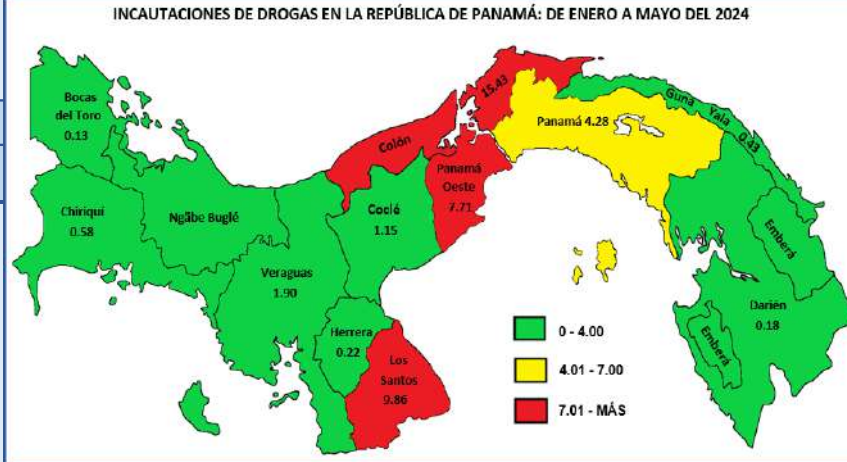 INCAUTACIONES DE DROGAS EN LA REPÚBLICA DE PANAMÁ: DE ENERO A MAYO DEL 2024
Bocas
del Toro
0.13
Chiriquí
0.58
Ngäbe Buglé
Veraguas
1.90
Herrera
0.22
Los
Santos
9.86
Coclé
1.15
Colón
15.43
Panamá
Oeste
7.71
Panamá 4.28
Guna Yala 0.43
Emberá
Darién
0.18
Emberá
0 - 4.00
4.01 - 7.00
7.01 - MÁS